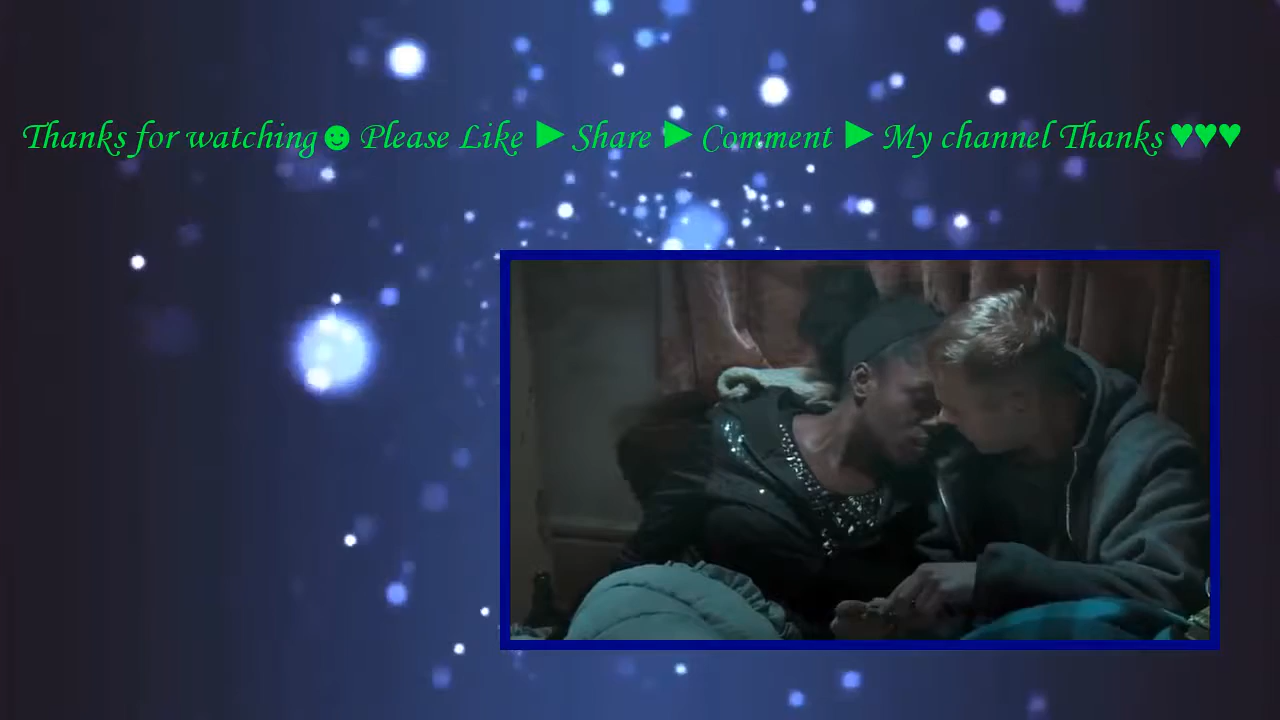 Thanks for watching☻Please Like ► Share ► Comment ► My channel Thanks ♥♥♥